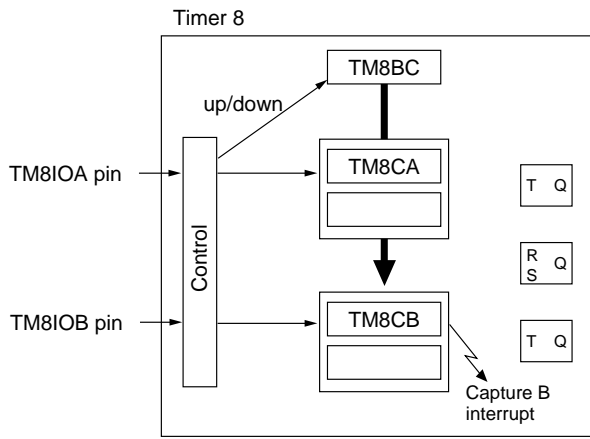 Timer 8
TM8BC
up/down
TM8IOA pin
TM8CA
T Q
Control
R
S Q
TM8IOB pin
TM8CB
T Q
Capture B
interrupt